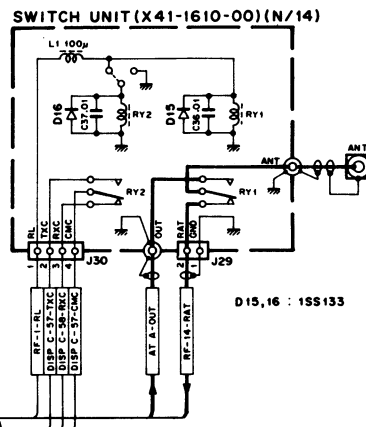 SWITCH UNIT (X41-1610-00) (N/14)
L1 100μ
D16
C37.01
RY2
D15
C36.01
RY1
ANT
ANT
RY2
RY1
RL
TXC
RXC
CMC
OUT
RAT
GND
1 2 3 4
J30
2 1
J29
RF-1-RL
DISP C-57-TXC
DISP C-58-RXC
DISP C-57-CMC
AT A-OUT
RF-14-RAT
D15,16 : 1SS133